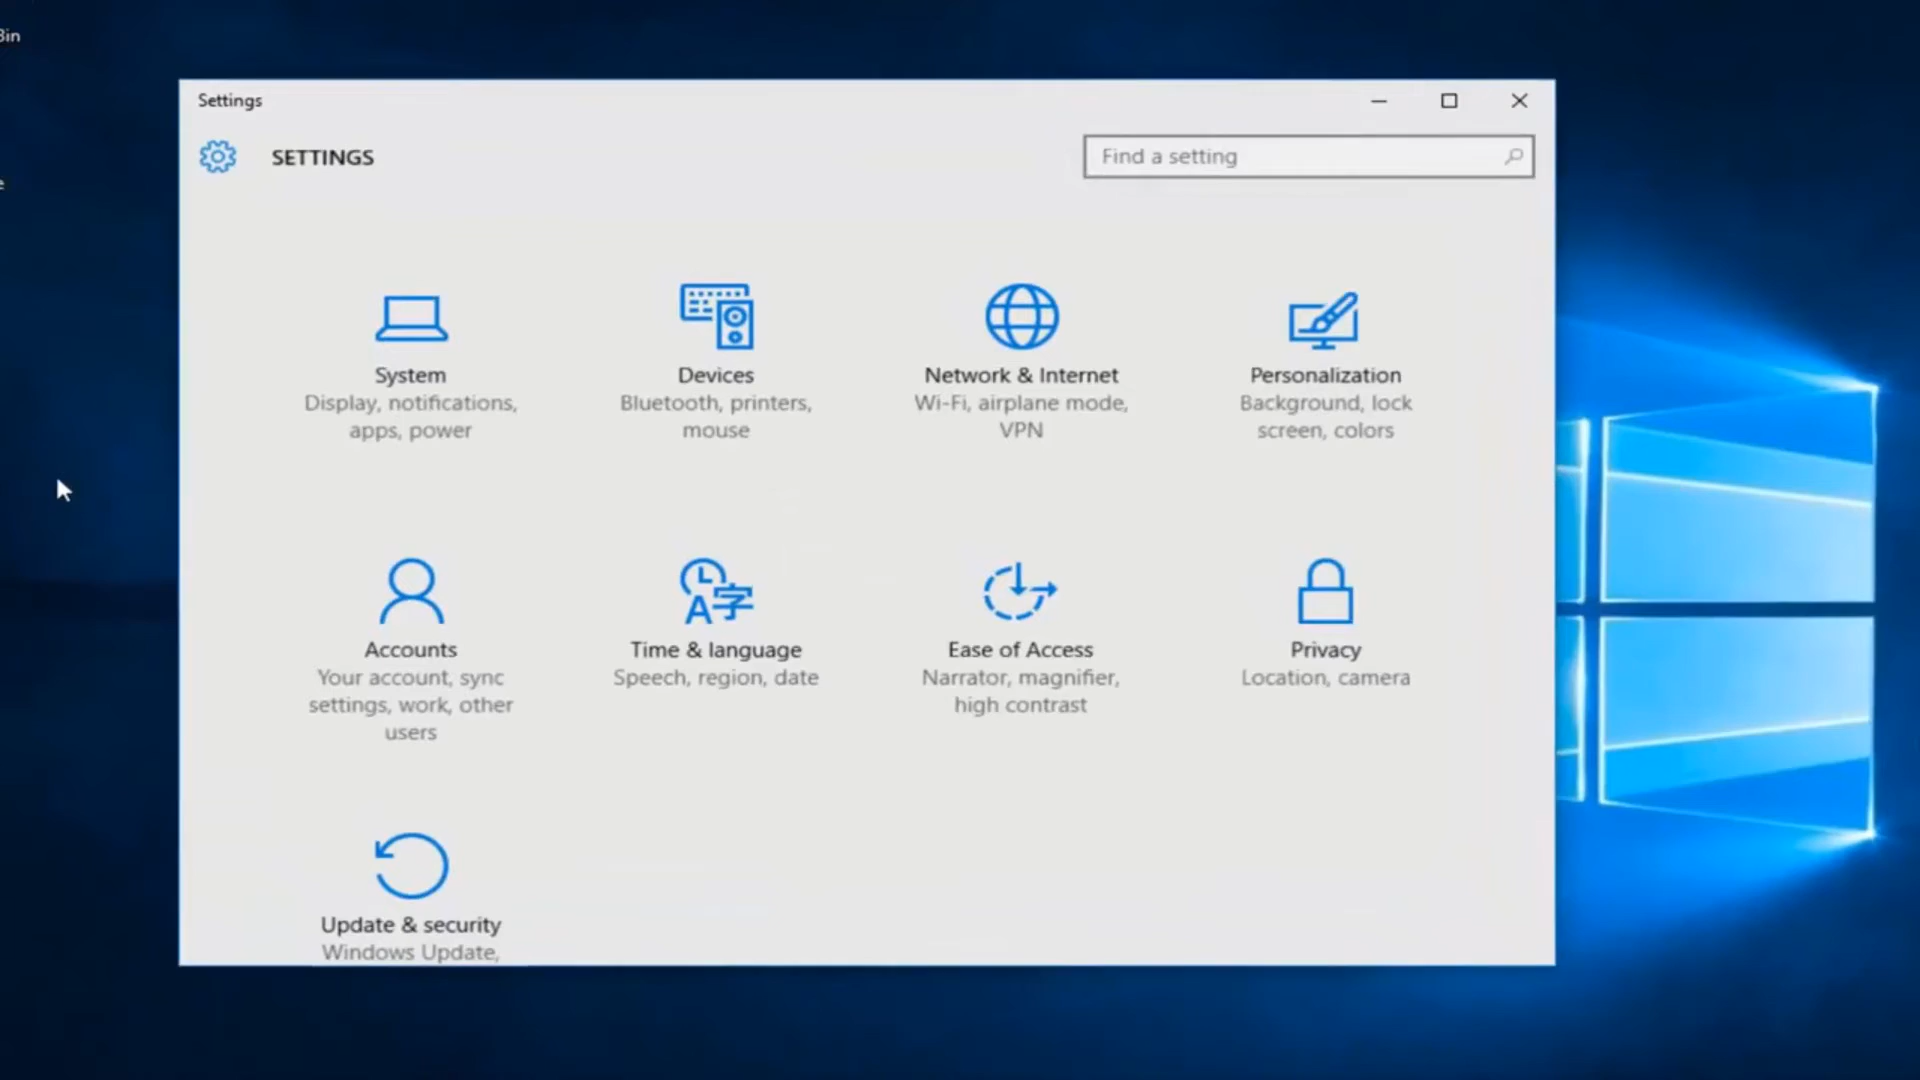 Bin
e
Settings
SETTINGS
Find a setting
System
Display, notifications,
apps, power
Devices
Bluetooth, printers,
mouse
Network & Internet
Wi-Fi, airplane mode,
VPN
Personalization
Background, lock
screen, colors
Accounts
Your account, sync
settings, work, other
users
Time & language
Speech, region, date
Ease of Access
Narrator, magnifier,
high contrast
Privacy
Location, camera
Update & security
Windows Update,